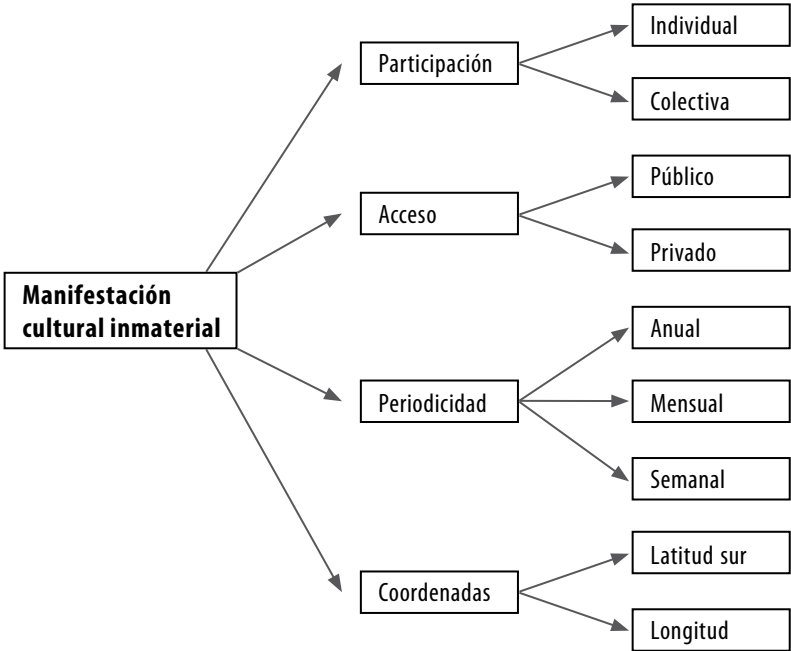 Manifestación
cultural inmaterial
Participación
Individual
Colectiva
Acceso
Público
Privado
Periodicidad
Anual
Mensual
Semanal
Coordenadas
Latitud sur
Longitud